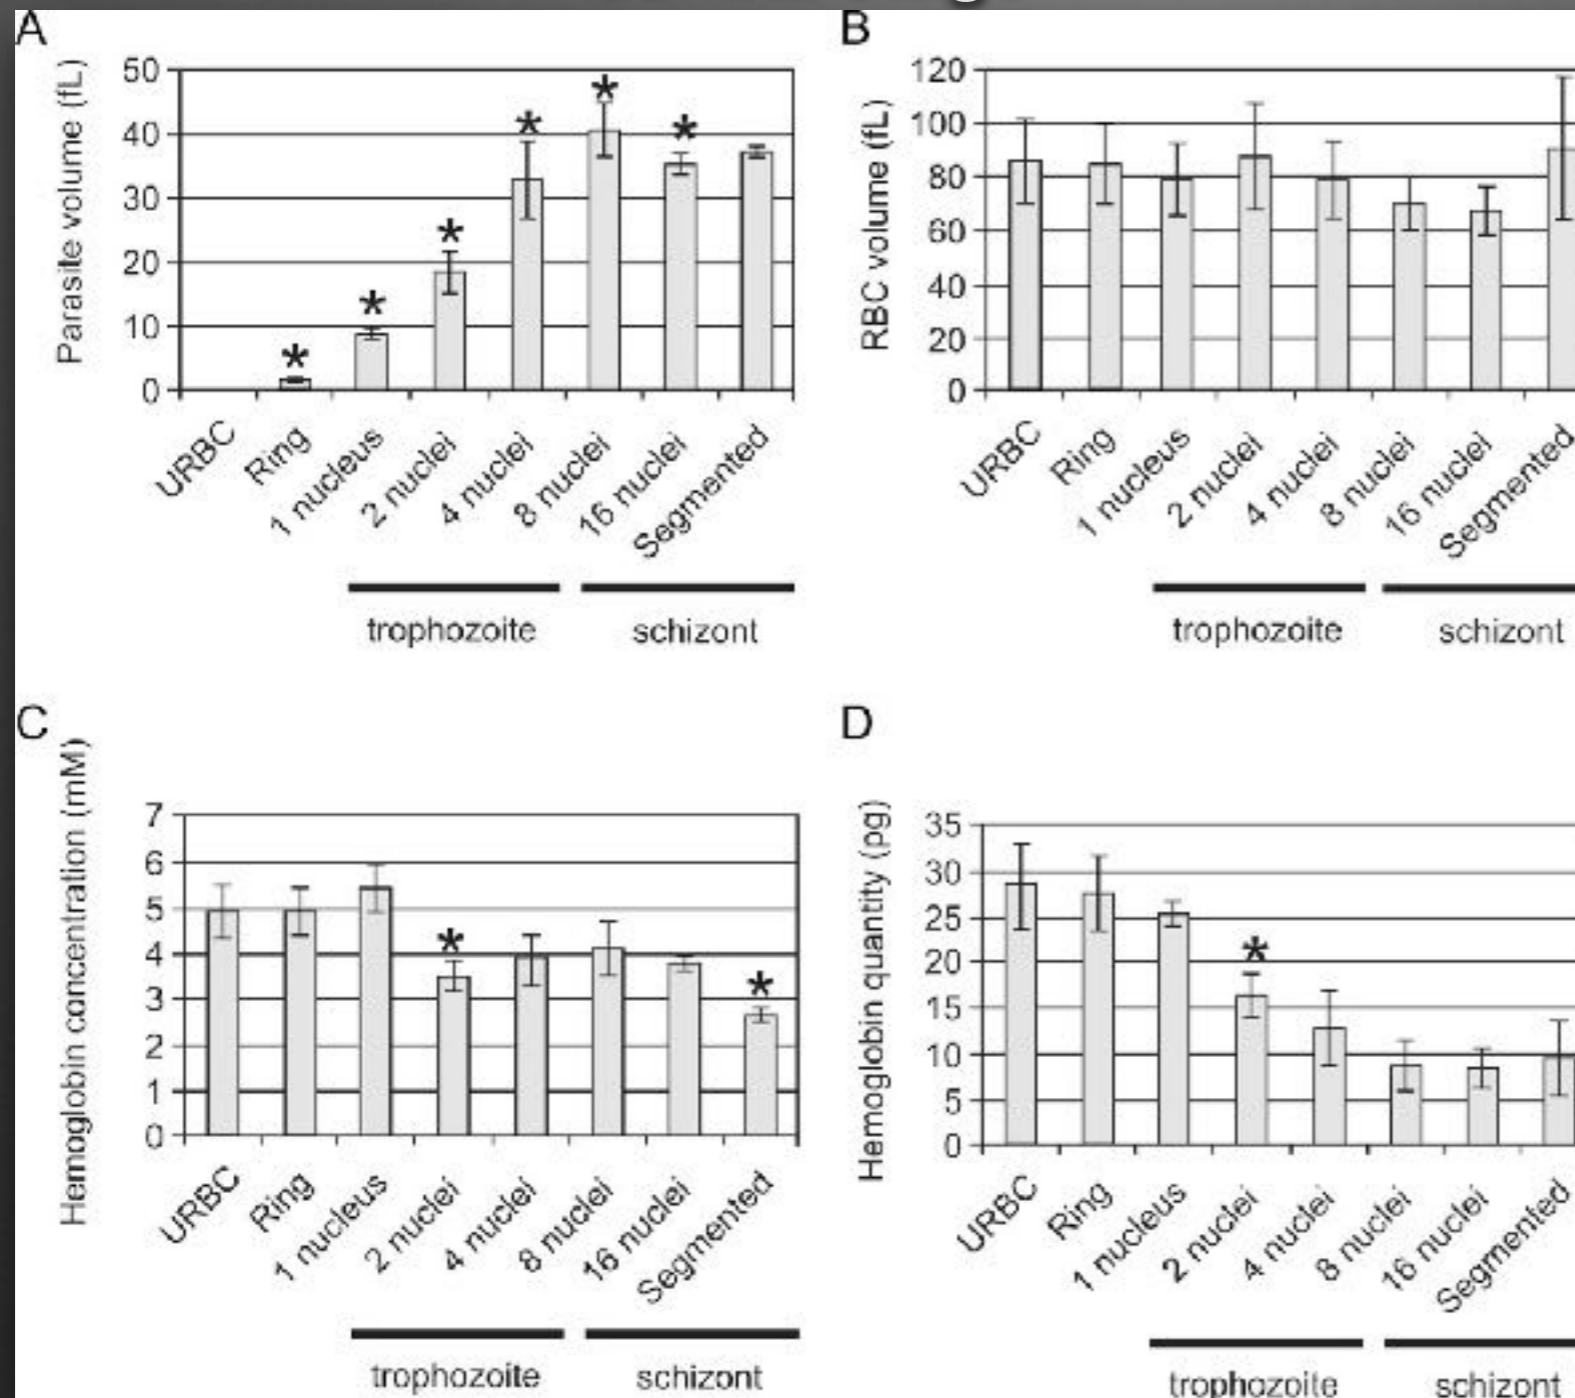 A
Parasite volume (fL)
50
40
30
20
10
0
*
*
*
*
*
*
URBC
Ring
1 nucleus
2 nuclei
4 nuclei
8 nuclei
16 nuclei
Segmented
trophozoite
schizont
B
RBC volume (fL)
120
100
80
60
40
20
0
URBC
Ring
1 nucleus
2 nuclei
4 nuclei
8 nuclei
16 nuclei
Segmented
trophozoite
schizont
C
Hemoglobin concentration (mM)
7
6
5
4
3
2
1
0
*
*
URBC
Ring
1 nucleus
2 nuclei
4 nuclei
8 nuclei
16 nuclei
Segmented
trophozoite
schizont
D
Hemoglobin quantity (pg)
35
30
25
20
15
10
5
0
*
URBC
Ring
1 nucleus
2 nuclei
4 nuclei
8 nuclei
16 nuclei
Segmented
trophozoite
schizont